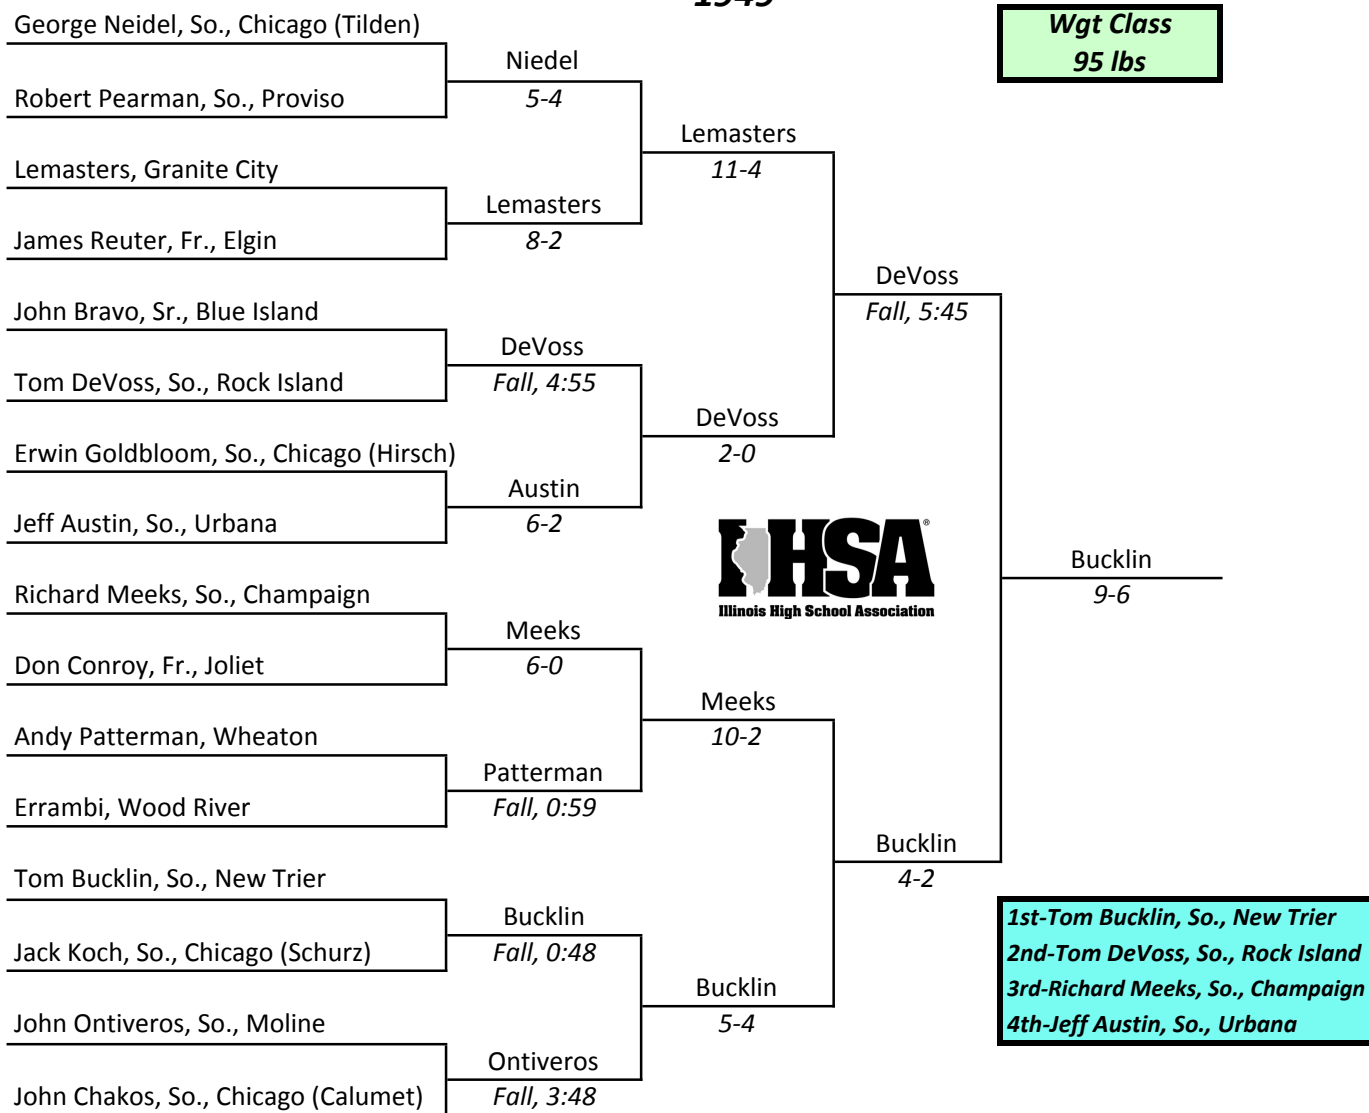 1949
George Neidel, So., Chicago (Tilden)
Wgt Class
95 lbs
Niedel
5-4
Robert Pearman, So., Proviso
Lemasters
11-4
Lemasters, Granite City
Lemasters
8-2
James Reuter, Fr., Elgin
DeVoss
Fall, 5:45
John Bravo, Sr., Blue Island
DeVoss
Fall, 4:55
Tom DeVoss, So., Rock Island
DeVoss
2-0
Erwin Goldbloom, So., Chicago (Hirsch)
Austin
6-2
Jeff Austin, So., Urbana
IHSA®
Illinois High School Association
Bucklin
9-6
Richard Meeks, So., Champaign
Meeks
6-0
Don Conroy, Fr., Joliet
Meeks
10-2
Andy Patterman, Wheaton
Patterman
Fall, 0:59
Errambi, Wood River
Bucklin
4-2
Tom Bucklin, So., New Trier
Bucklin
Fall, 0:48
Jack Koch, So., Chicago (Schurz)
Bucklin
5-4
John Ontiveros, So., Moline
Ontiveros
Fall, 3:48
John Chakos, So., Chicago (Calumet)
1st-Tom Bucklin, So., New Trier
2nd-Tom DeVoss, So., Rock Island
3rd-Richard Meeks, So., Champaign
4th-Jeff Austin, So., Urbana